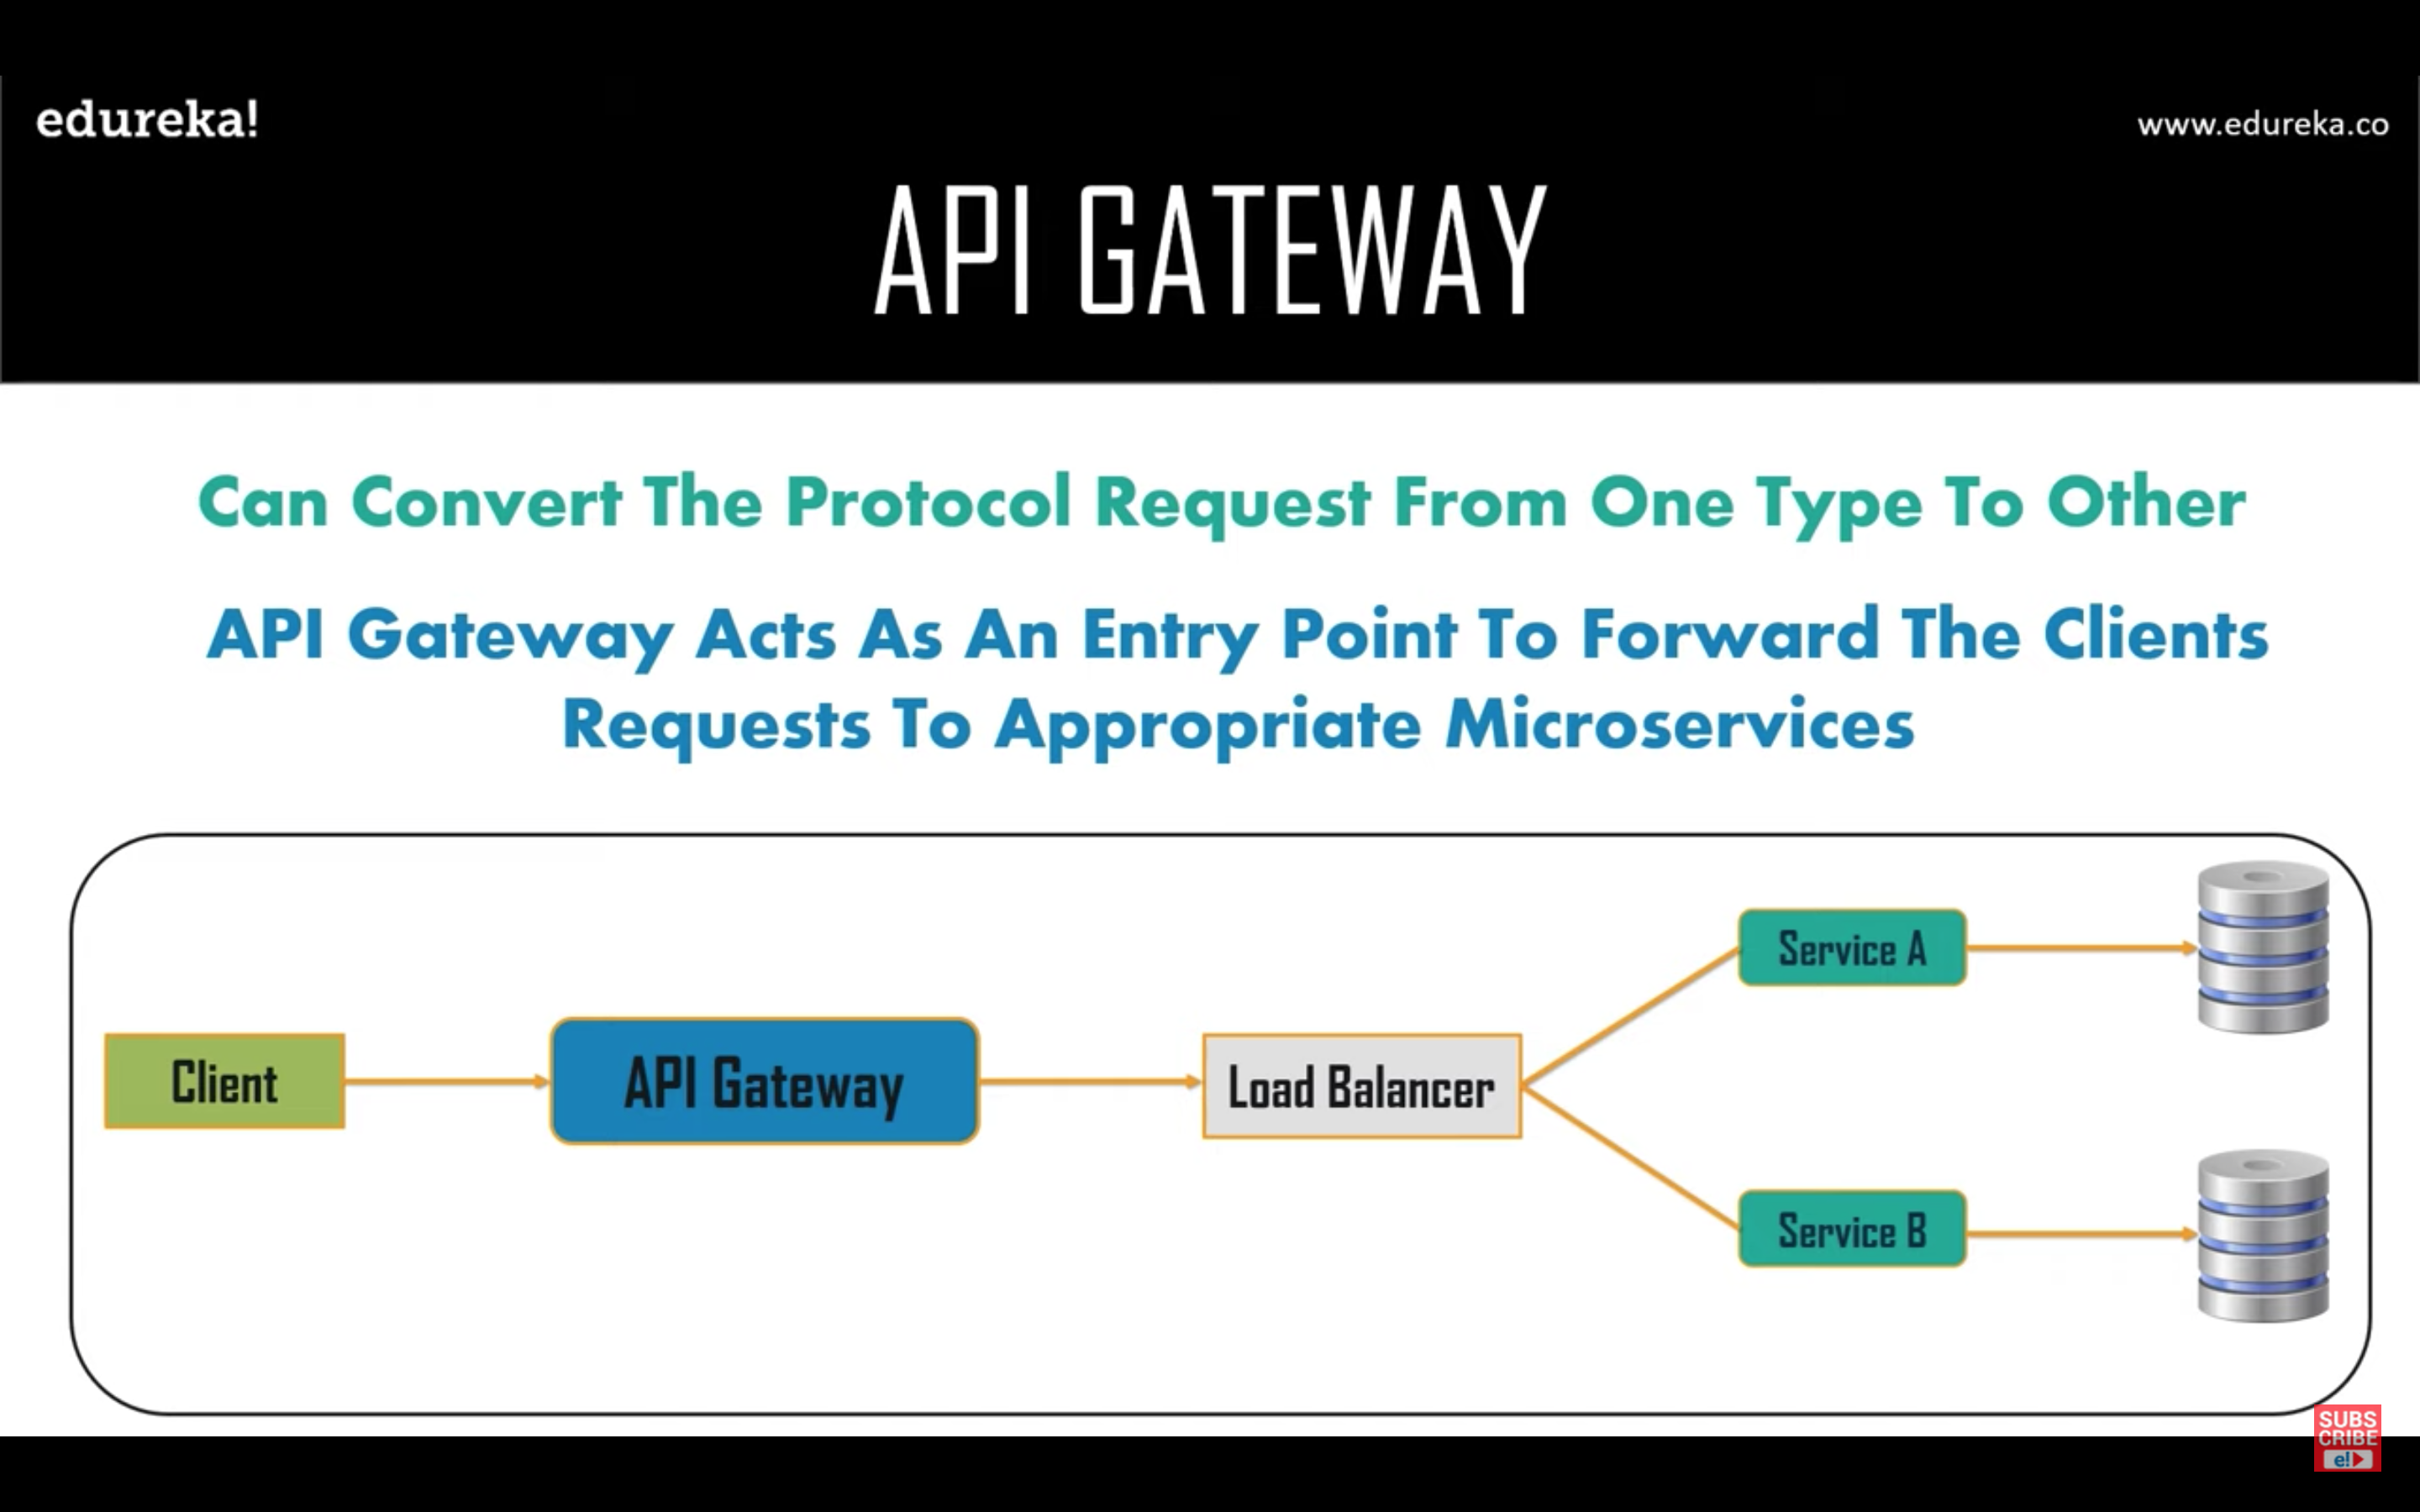 edureka!
www.edureka.co
API GATEWAY
Can Convert The Protocol Request From One Type To Other
API Gateway Acts As An Entry Point To Forward The Clients
Requests To Appropriate Microservices
Service A
Client
API Gateway
Load Balancer
Service B
SUBS
CRIBE
e!